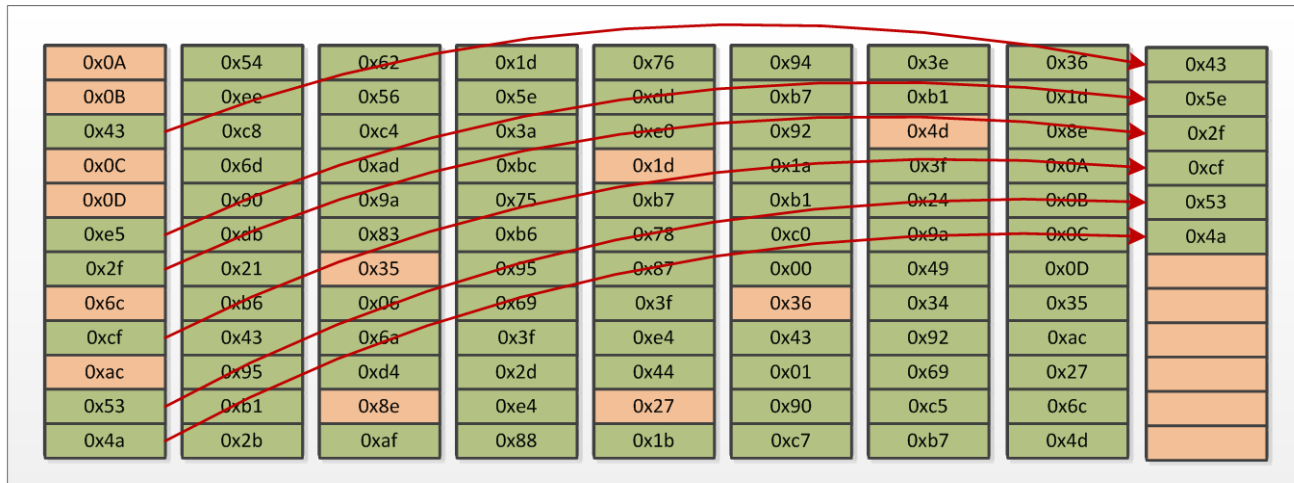 0x0A 0x54 0x62 0x1d 0x76 0x94 0x3e 0x36 0x43
0x0B 0xee 0x56 0x5e 0xdd 0xb7 0xb1 0x1d 0x5e
0x43 0xc8 0xc4 0x3a 0xe0 0x92 0x4d 0x8e 0x2f
0x0C 0x6d 0xad 0xbc 0x1d 0x1a 0x3f 0x0A 0xcf
0x0D 0x90 0x9a 0x75 0xb7 0xb1 0x24 0x0B 0x53
0xe5 0xdb 0x83 0xb6 0x78 0xc0 0x9a 0x0C 0x4a
0x2f 0x21 0x35 0x95 0x87 0x00 0x49 0x0D
0x6c 0xb6 0x06 0x69 0x3f 0x36 0x34 0x35
0xcf 0x43 0x6a 0x3f 0xe4 0x43 0x92 0xac
0xac 0x95 0xd4 0x2d 0x44 0x01 0x69 0x27
0x53 0xb1 0x8e 0xe4 0x27 0x90 0xc5 0x6c
0x4a 0x2b 0xaf 0x88 0x1b 0xc7 0xb7 0x4d